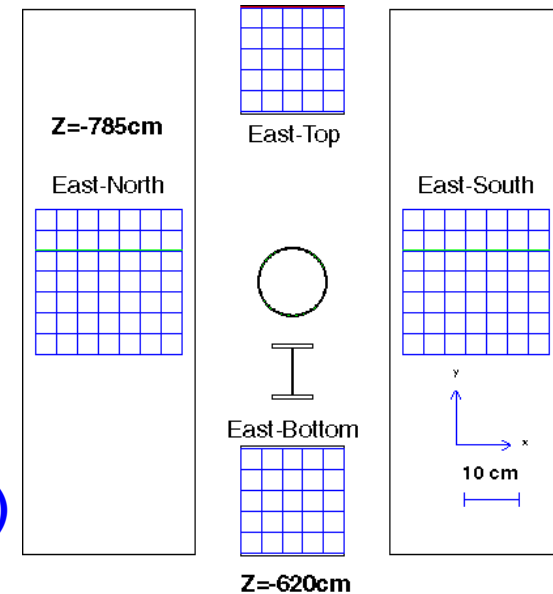 East-Top
Z=-785cm
East-North
East-South
y
x
East-Bottom
10 cm
Z=-620cm